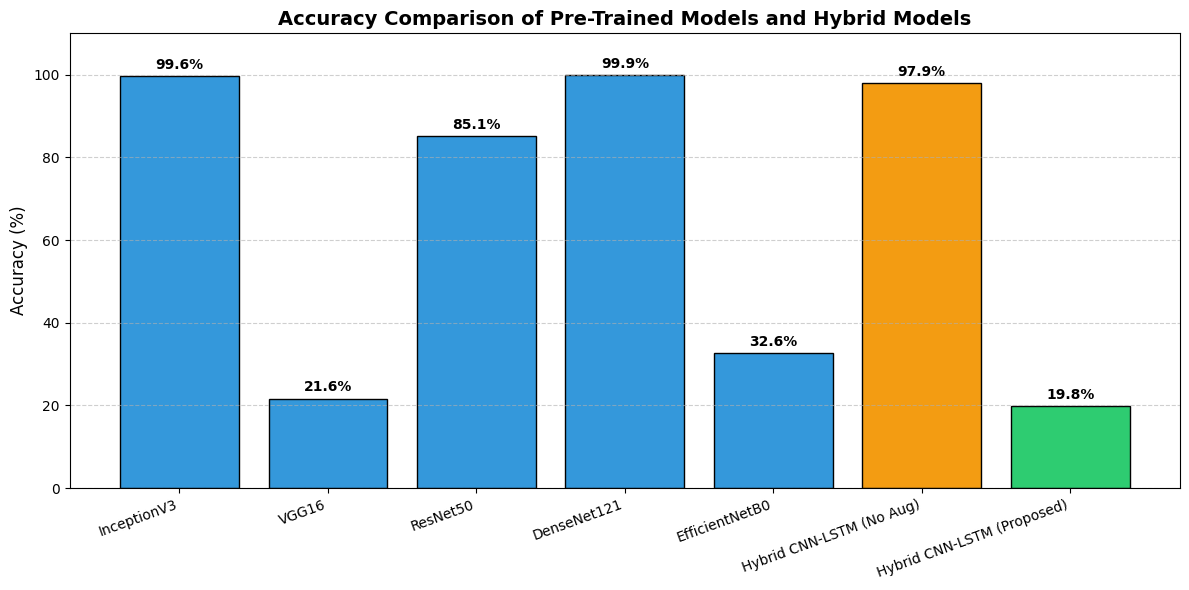 Accuracy Comparison of Pre-Trained Models and Hybrid Models
Accuracy (%)
100
80
60
40
20
0
99.6%
21.6%
85.1%
99.9%
32.6%
97.9%
19.8%
InceptionV3
VGG16
ResNet50
DenseNet121
EfficientNetB0
Hybrid CNN-LSTM (No Aug)
Hybrid CNN-LSTM (Proposed)